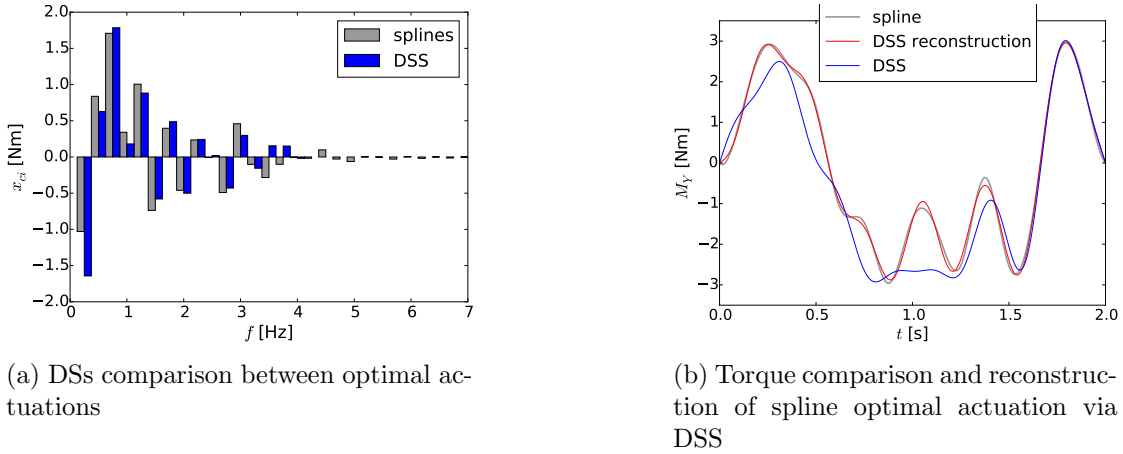 2.0
1.5
1.0
0.5
0.0
−0.5
−1.0
−1.5
−2.0
x_{ci} [Nm]
splines
DSS
0 1 2 3 4 5 6 7
f [Hz]
(a) DSs comparison between optimal ac-
tuations
3
2
1
0
−1
−2
−3
M_Y [Nm]
spline
DSS reconstruction
DSS
0.0 0.5 1.0 1.5 2.0
t [s]
(b) Torque comparison and reconstruc-
tion of spline optimal actuation via
DSS